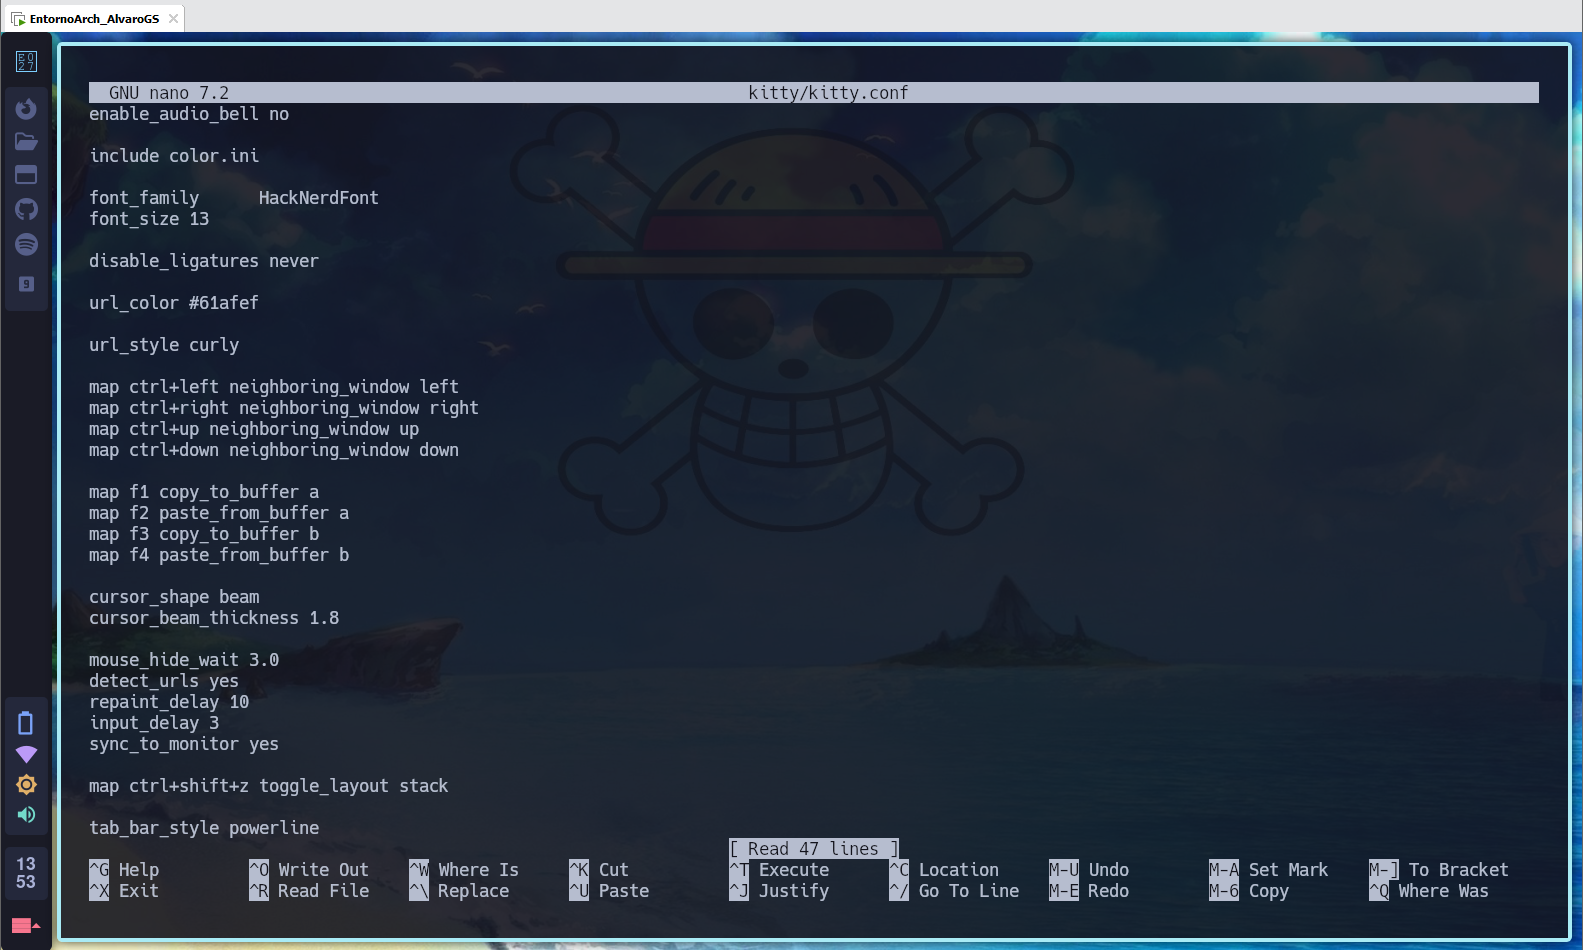 EntornoArch_AlvaroGS
GNU nano 7.2 kitty/kitty.conf
enable_audio_bell no
include color.ini
font_family HackNerdFont
font_size 13
disable_ligatures never
url_color #61afef
url_style curly
map ctrl+left neighboring_window left
map ctrl+right neighboring_window right
map ctrl+up neighboring_window up
map ctrl+down neighboring_window down
map f1 copy_to_buffer a
map f2 paste_from_buffer a
map f3 copy_to_buffer b
map f4 paste_from_buffer b
cursor_shape beam
cursor_beam_thickness 1.8
mouse_hide_wait 3.0
detect_urls yes
repaint_delay 10
input_delay 3
sync_to_monitor yes
map ctrl+shift+z toggle_layout stack
tab_bar_style powerline
[ Read 47 lines ]
^G Help ^O Write Out ^W Where Is ^K Cut ^T Execute ^C Location M-U Undo M-A Set Mark M-] To Bracket
^X Exit ^R Read File ^\ Replace ^U Paste ^J Justify ^/ Go To Line M-E Redo M-6 Copy ^Q Where Was
9
13
53